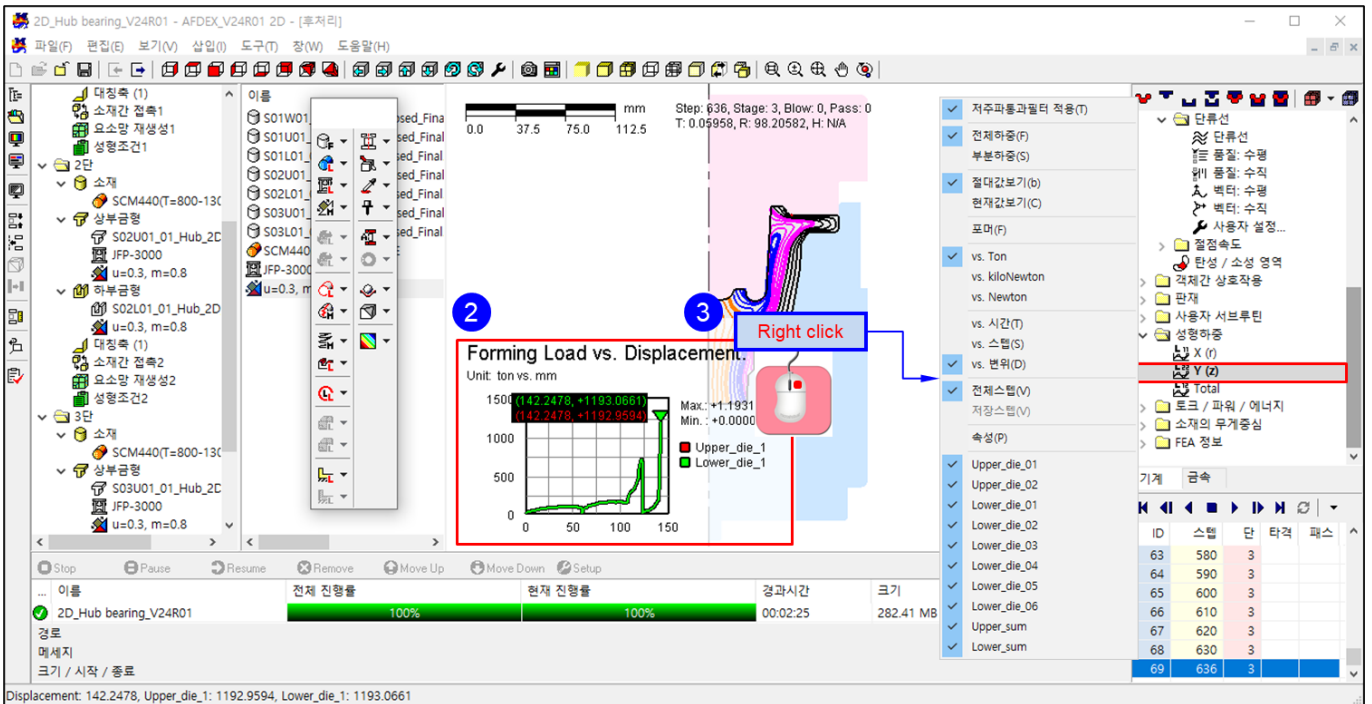 2D_Hub bearing_V24R01 - AFDEX_V24R01 2D - [후처리]
파일(F) 편집(E) 보기(V) 삽입(I) 도구(T) 창(W) 도움말(H)
대칭축 (1)
소재간 접촉1
요소망 재생성1
성형조건1
2단
소재
SCM440(T=800-130
상부금형
S02U01_01_Hub_2D
JFP-3000
u=0.3, m=0.8
하부금형
S02L01_01_Hub_2D
u=0.3, m=0.8
대칭축 (1)
소재간 접촉2
요소망 재생성2
성형조건2
3단
소재
SCM440(T=800-130
상부금형
S03U01_01_Hub_2D
JFP-3000
u=0.3, m=0.8
이름
S01W01_ osed_Fina
S01U01_ sed_Final
S01L01_ sed_Final
S02U01_
S02L01_ sed_Final
S03U01_ sed_Final
S03L01_ sed_Final
SCM440
JFP-3000
u=0.3, m
mm
0.0 37.5 75.0 112.5
Step: 636, Stage: 3, Blow: 0, Pass: 0
T: 0.05958, R: 98.20582, H: N/A
2
3
Right click
Forming Load vs. Displacement.
Unit: ton vs. mm
1500
(142.2478, +1193.0661)
(142.2478, +1192.9594)
1000
500
0
0 50 100 150
Max.: +1.1931
Min. : +0.0000
Upper_die_1
Lower_die_1
저주파통과필터 적용(T)
전체하중(F)
부분하중(S)
절대값보기(b)
현재값보기(C)
포머(F)
vs. Ton
vs. kiloNewton
vs. Newton
vs. 시간(T)
vs. 스텝(S)
vs. 변위(D)
전체스텝(V)
저장스텝(V)
속성(P)
Upper_die_01
Upper_die_02
Lower_die_01
Lower_die_02
Lower_die_03
Lower_die_04
Lower_die_05
Lower_die_06
Upper_sum
Lower_sum
단류선
단류선
품질: 수평
품질: 수직
벡터: 수평
벡터: 수직
사용자 설정...
절점속도
탄성 / 소성 영역
객체간 상호작용
판재
사용자 서브루틴
성형하중
X (r)
Y (z)
Total
토크 / 파워 / 에너지
소재의 무게중심
FEA 정보
기계 금속
ID 스텝 단 타격 패스
63 580 3
64 590 3
65 600 3
66 610 3
67 620 3
68 630 3
69 636 3
Stop Pause Resume Remove Move Up Move Down Setup
... 이름 전체 진행률 현재 진행률 경과시간 크기
2D_Hub bearing_V24R01 100% 100% 00:02:25 282.41 MB
경로
메세지
크기 / 시작 / 종료
Displacement: 142.2478, Upper_die_1: 1192.9594, Lower_die_1: 1193.0661